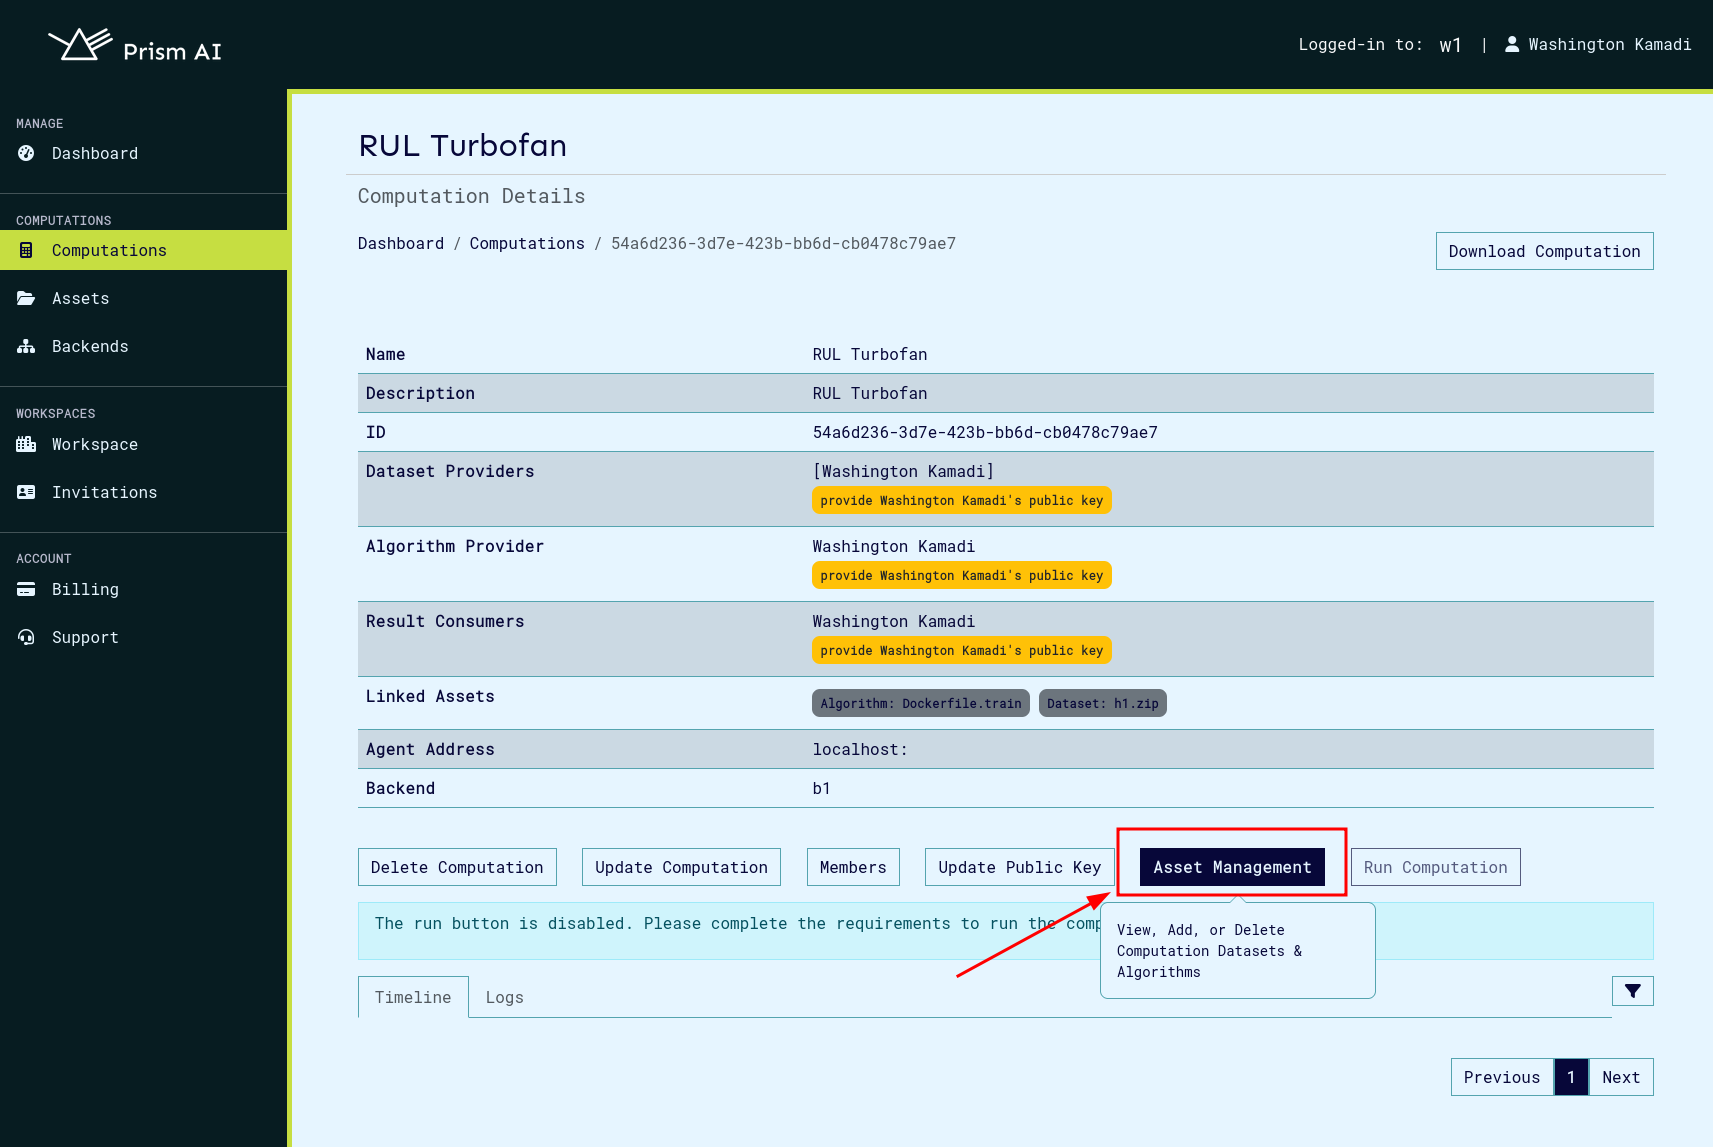 Prism AI
Logged-in to: w1 | Washington Kamadi
MANAGE
Dashboard
COMPUTATIONS
Computations
Assets
Backends
WORKSPACES
Workspace
Invitations
ACCOUNT
Billing
Support
RUL Turbofan
Computation Details
Dashboard / Computations / 54a6d236-3d7e-423b-bb6d-cb0478c79ae7
Download Computation
Name RUL Turbofan
Description RUL Turbofan
ID 54a6d236-3d7e-423b-bb6d-cb0478c79ae7
Dataset Providers [Washington Kamadi]
provide Washington Kamadi's public key
Algorithm Provider Washington Kamadi
provide Washington Kamadi's public key
Result Consumers Washington Kamadi
provide Washington Kamadi's public key
Linked Assets Algorithm: Dockerfile.train Dataset: h1.zip
Agent Address localhost:
Backend b1
Delete Computation Update Computation Members Update Public Key Asset Management Run Computation
The run button is disabled. Please complete the requirements to run the comp
View, Add, or Delete
Computation Datasets &
Algorithms
Timeline Logs
Previous 1 Next